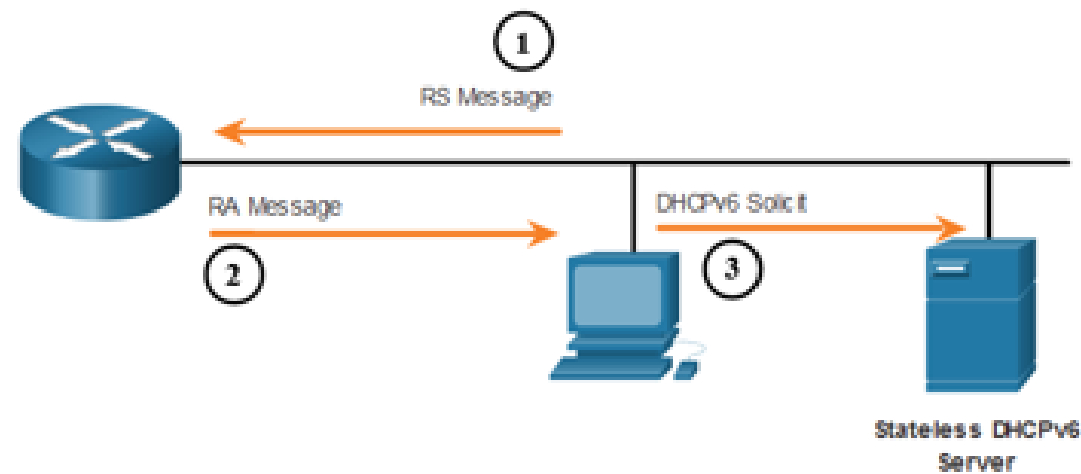 1
RS Message
RA Message
DHCPv6 Solicit
2
3
Stateless DHCPv6
Server